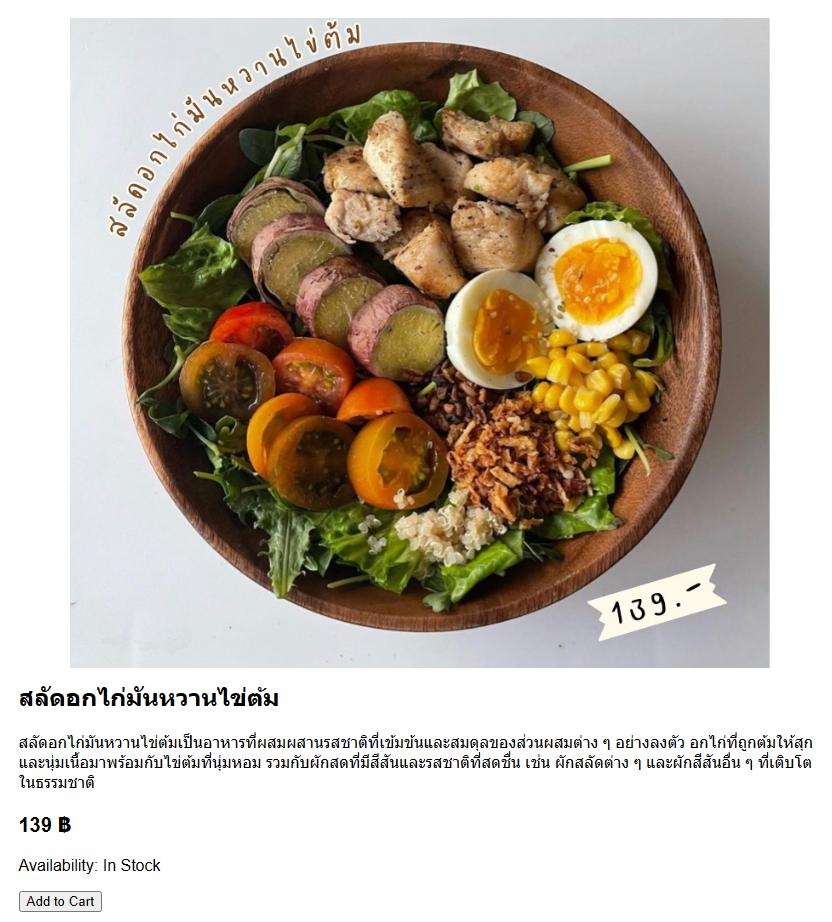 สลัดอกไก่มันหวานไข่ต้ม
139.-
สลัดอกไก่มันหวานไข่ต้ม
สลัดอกไก่มันหวานไข่ต้มเป็นอาหารที่ผสมผสานรสชาติที่เข้มข้นและสมดุลของส่วนผสมต่าง ๆ อย่างลงตัว อกไก่ที่ถูกต้มให้สุก
และนุ่มเนื้อมาพร้อมกับไข่ต้มที่นุ่มหอม รวมกับผักสดที่มีสีสันและรสชาติที่สดชื่น เช่น ผักสลัดต่าง ๆ และผักสีสันอื่น ๆ ที่เติบโต
ในธรรมชาติ
139 ฿
Availability: In Stock
Add to Cart